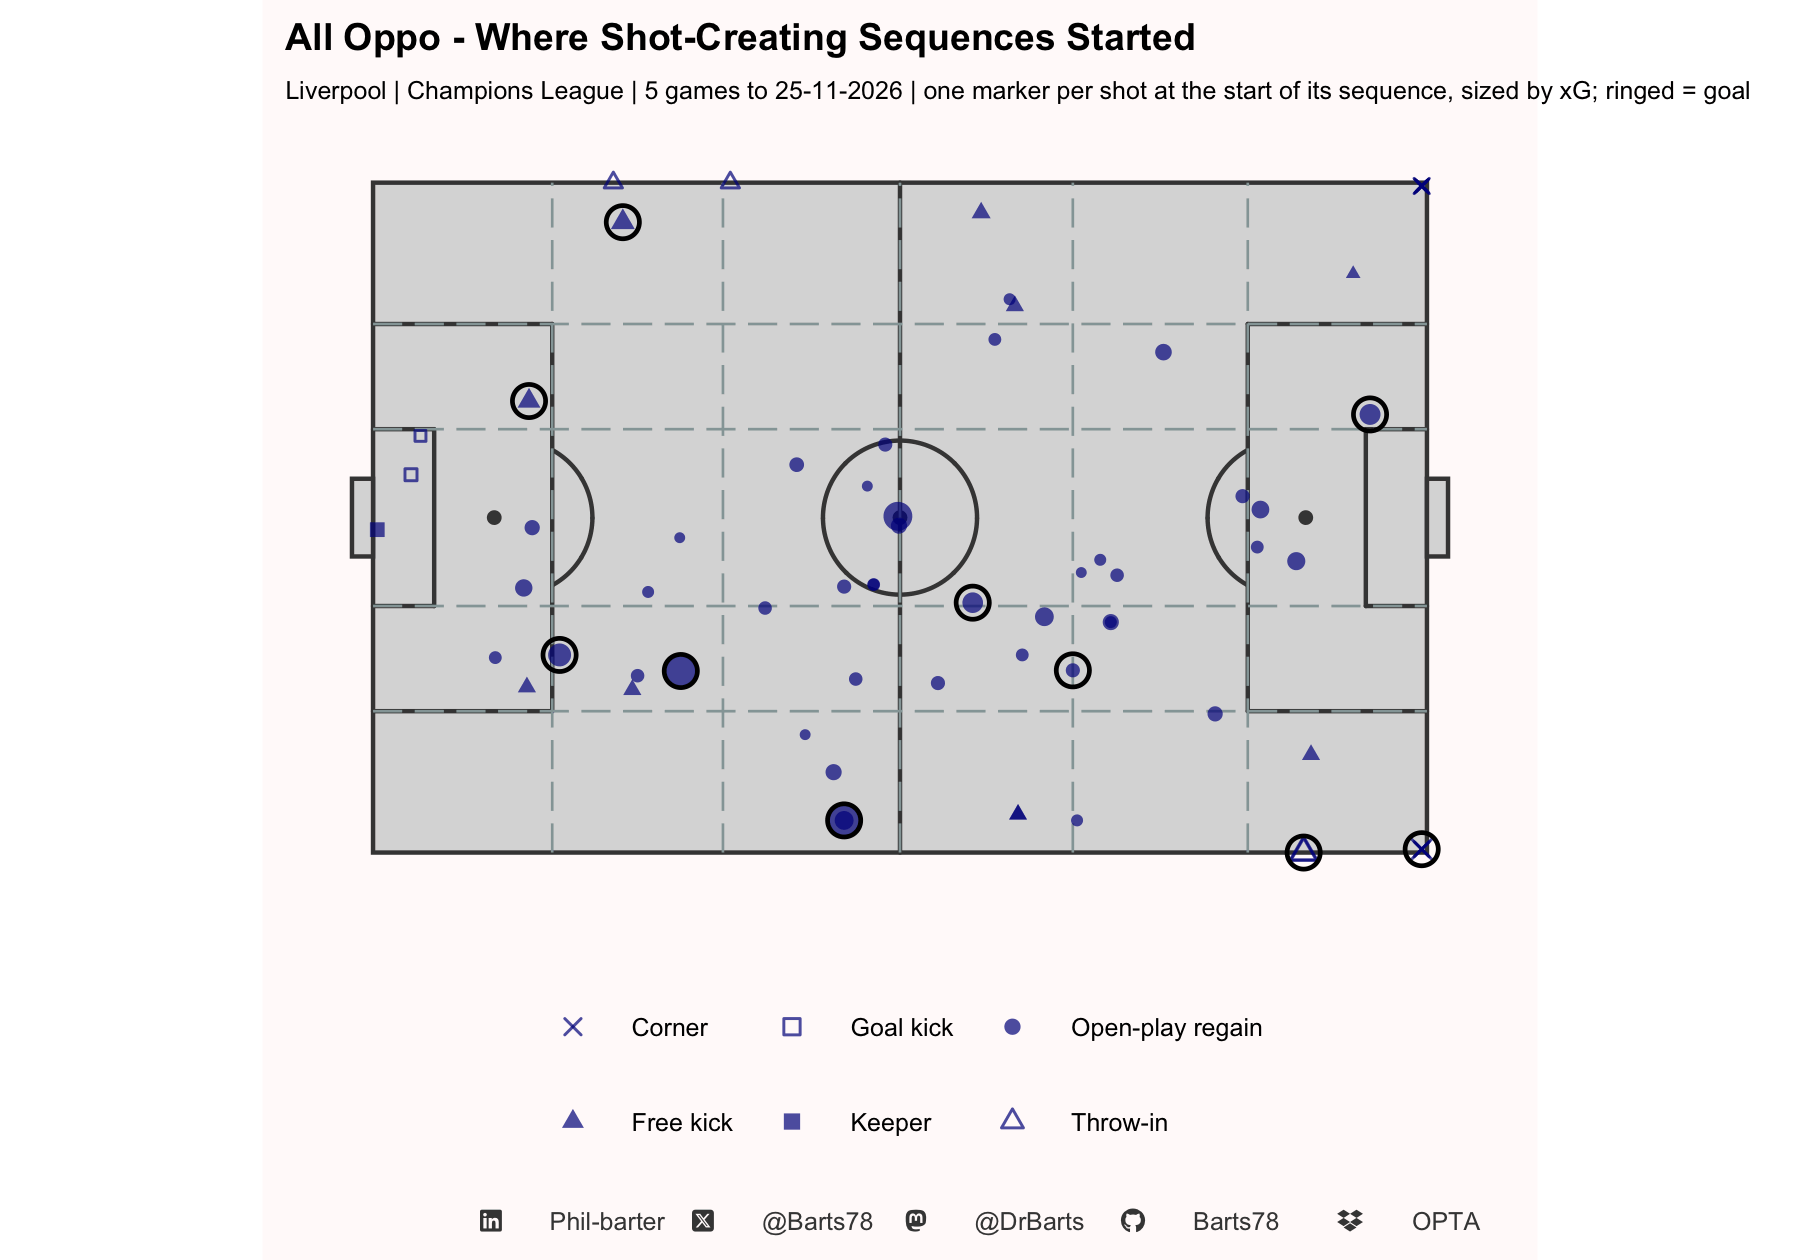 All Oppo - Where Shot-Creating Sequences Started
Liverpool | Champions League | 5 games to 25-11-2026 | one marker per shot at the start of its sequence, sized by xG; ringed = goal
Corner Goal kick Open-play regain
Free kick Keeper Throw-in
Phil-barter @Barts78 @DrBarts Barts78 OPTA